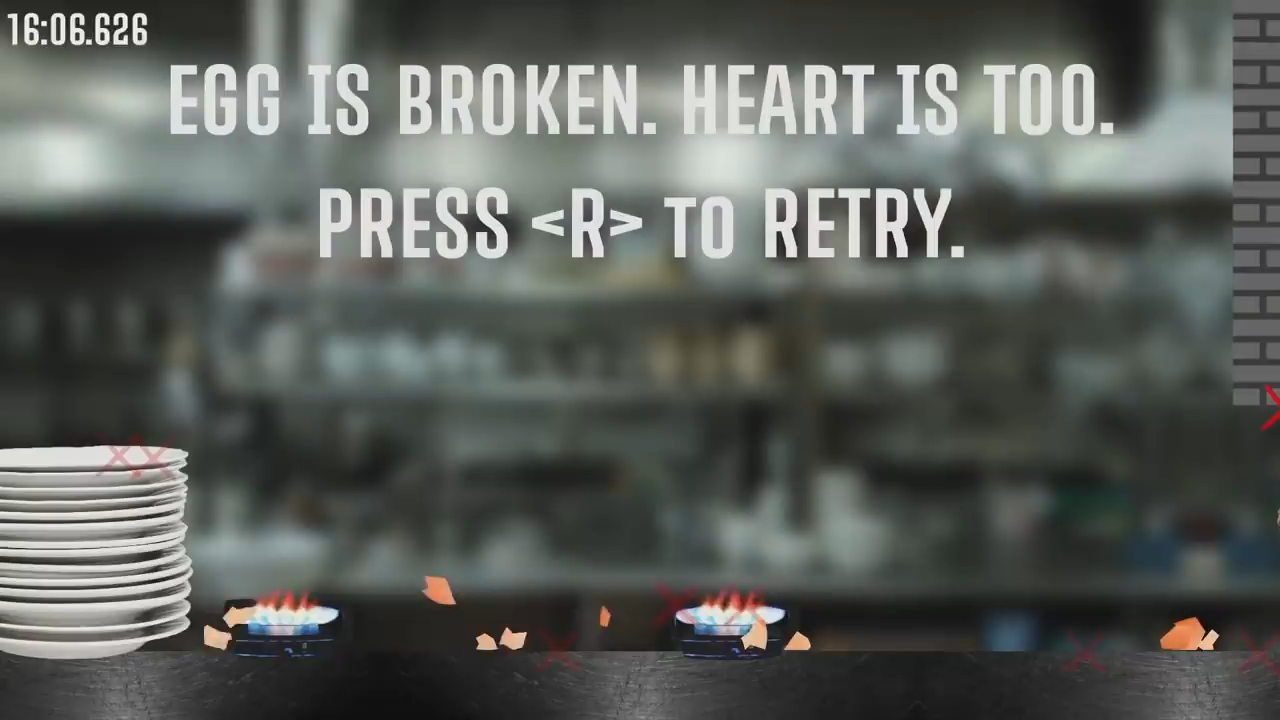 16:06.626
EGG IS BROKEN. HEART IS TOO.
PRESS <R> TO RETRY.